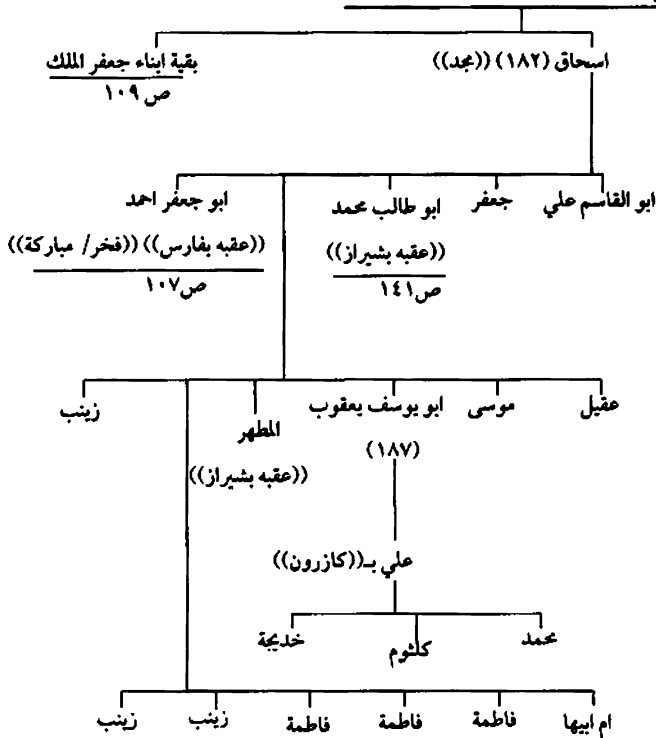 اسحاق (١٨٢) ((مجد)) بقية ابناء جعفر الملك
ص ١٠٩
ابو القاسم علي جعفر ابو طالب محمد ابو جعفر احمد
((عقبه بشيراز)) ((عقبه بفارس)) ((فخر/ مباركة))
ص١٤١ ص١٠٧
عقيل موسى ابو يوسف يعقوب المطهر زينب
(١٨٧) ((عقبه بشيراز))
علي بـ((كازرون))
محمد كلثوم خديجة
ام ابيها فاطمة فاطمة فاطمة زينب زينب